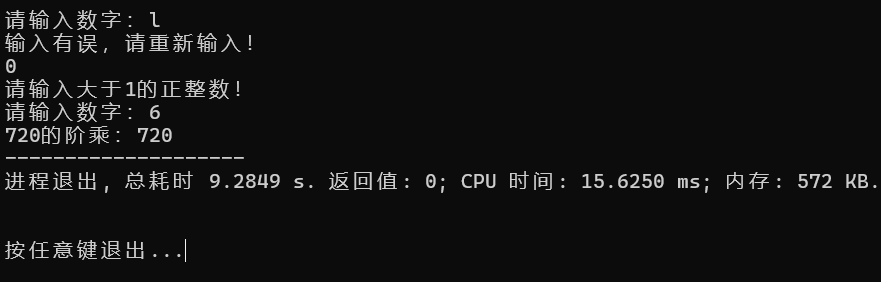 请输入数字: l
输入有误, 请重新输入!
0
请输入大于1的正整数!
请输入数字: 6
720的阶乘: 720
--------------------
进程退出, 总耗时 9.2849 s. 返回值: 0; CPU 时间: 15.6250 ms; 内存: 572 KB.
按任意键退出...